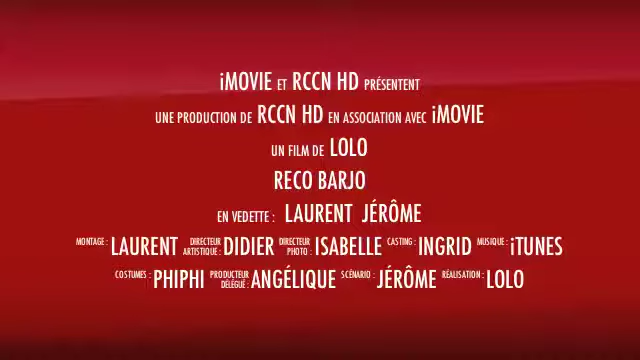 iMOVIE ET RCCN HD PRÉSENTENT
UNE PRODUCTION DE RCCN HD EN ASSOCIATION AVEC iMOVIE
UN FILM DE LOLO
RECO BARJO
EN VEDETTE : LAURENT JÉRÔME
MONTAGE : LAURENT DIRECTEUR ARTISTIQUE : DIDIER DIRECTEUR PHOTO : ISABELLE CASTING : INGRID MUSIQUE : iTUNES
COSTUMES : PHIPHI PRODUCTEUR DÉLÉGUÉ : ANGÉLIQUE SCÉNARIO : JÉRÔME RÉALISATION : LOLO